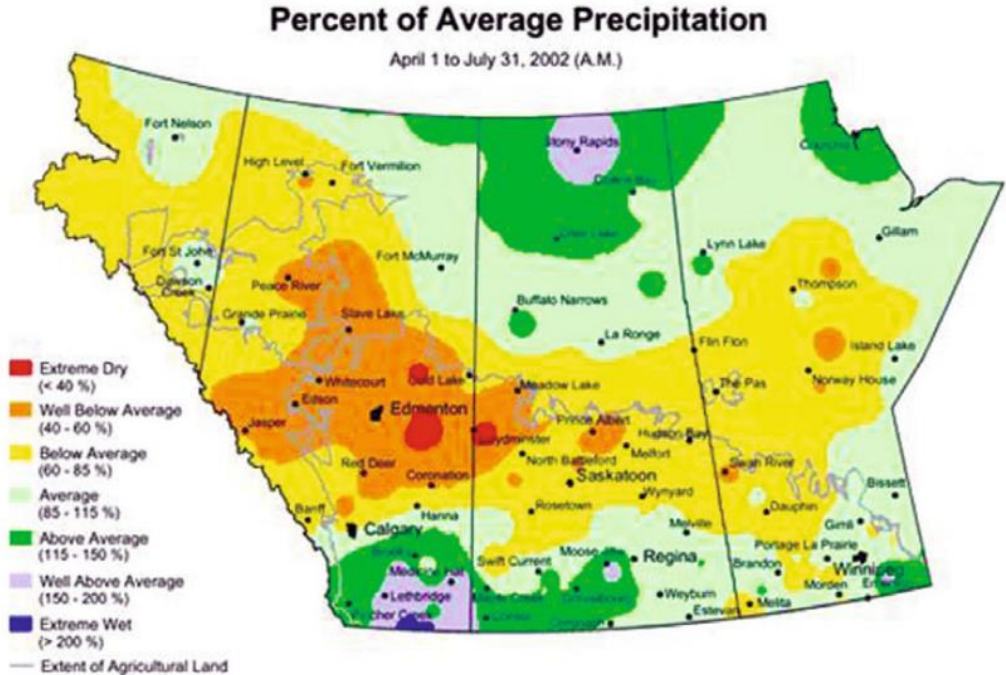 Percent of Average Precipitation
April 1 to July 31, 2002 (A.M.)
Fort Nelson
Stony Rapids
High Level
Fort Vermilion
Fort St John
Dawson
Creek
Peace River
Fort McMurray
Lynn Lake
Gillam
Thompson
Grande Prairie
Slave Lake
Buffalo Narrows
La Ronge
Flin Flon
Island Lake
Whitecourt
Cold Lake
Meadow Lake
The Pas
Norway House
Edson
Edmonton
Jasper
Lloydminster
Prince Albert
Hudson Bay
North Battleford
Melfort
Red Deer
Coronation
Saskatoon
Swan River
Wynyard
Bissett
Banff
Hanna
Rosetown
Dauphin
Gimli
Calgary
Melville
Brooks
Swift Current
Moose Jaw
Regina
Portage La Prairie
Brandon
Winnipeg
Medicine Hat
Lethbridge
Maple Creek
Weyburn
Morden
Pincher Creek
Estevan
Melita
Extreme Dry
(< 40 %)
Well Below Average
(40 - 60 %)
Below Average
(60 - 85 %)
Average
(85 - 115 %)
Above Average
(115 - 150 %)
Well Above Average
(150 - 200 %)
Extreme Wet
(> 200 %)
Extent of Agricultural Land